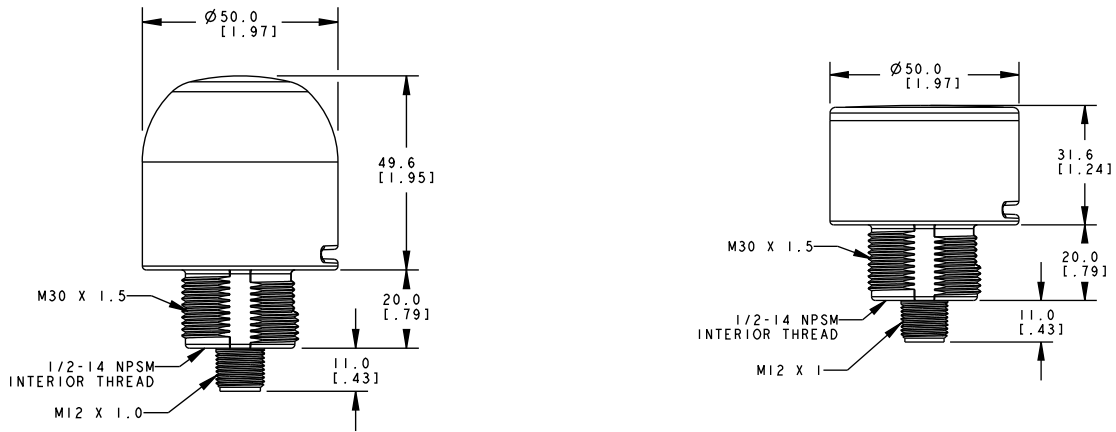 Ø50.0
[1.97]
49.6
[1.95]
M30 X 1.5
20.0
[.79]
1/2-14 NPSM
INTERIOR THREAD
11.0
[.43]
M12 X 1.0
Ø50.0
[1.97]
31.6
[1.24]
M30 X 1.5
20.0
[.79]
1/2-14 NPSM
INTERIOR THREAD
11.0
[.43]
M12 X 1